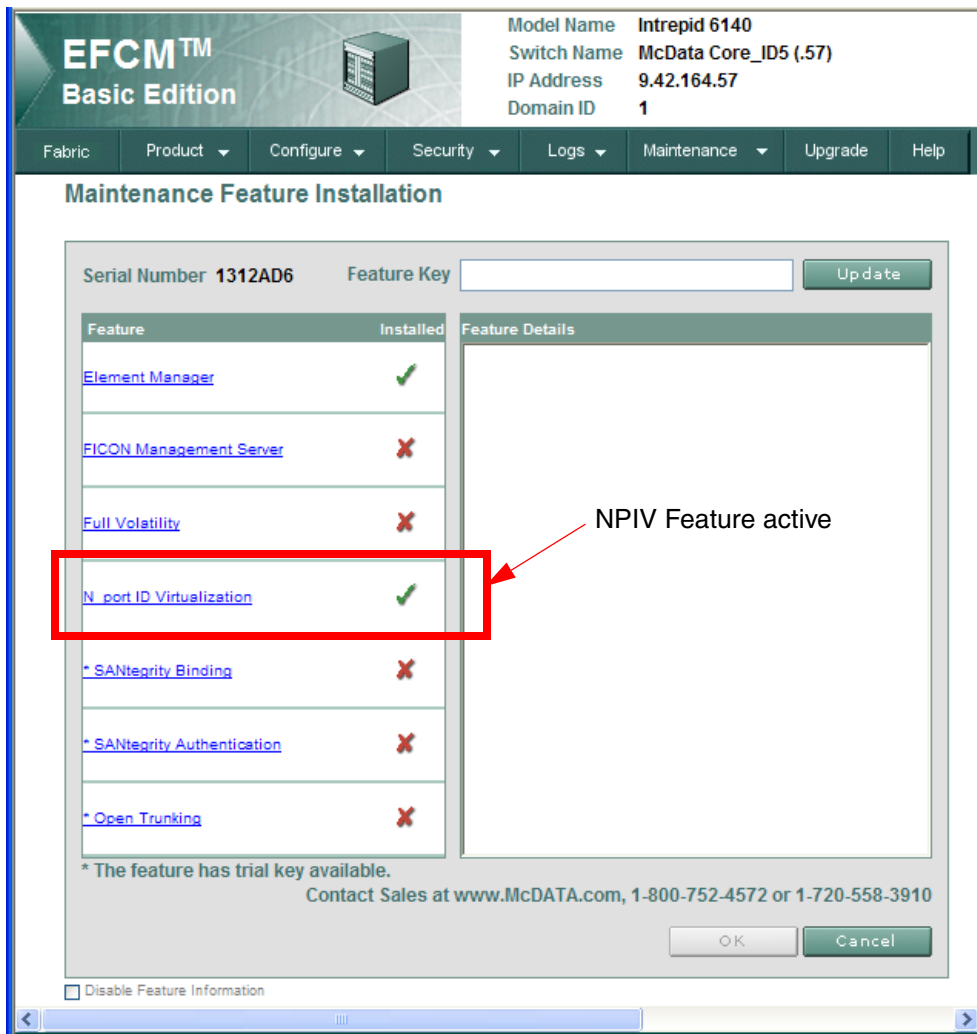 EFCM™
Basic Edition
Model Name Intrepid 6140
Switch Name McData Core_ID5 (.57)
IP Address 9.42.164.57
Domain ID 1
Fabric Product Configure Security Logs Maintenance Upgrade Help
Maintenance Feature Installation
Serial Number 1312AD6 Feature Key Update
Feature Installed Feature Details
Element Manager
FICON Management Server
Full Volatility
NPIV Feature active
N_port ID Virtualization
* SANtegrity Binding
* SANtegrity Authentication
* Open Trunking
* The feature has trial key available.
Contact Sales at www.McDATA.com, 1-800-752-4572 or 1-720-558-3910
OK Cancel
Disable Feature Information